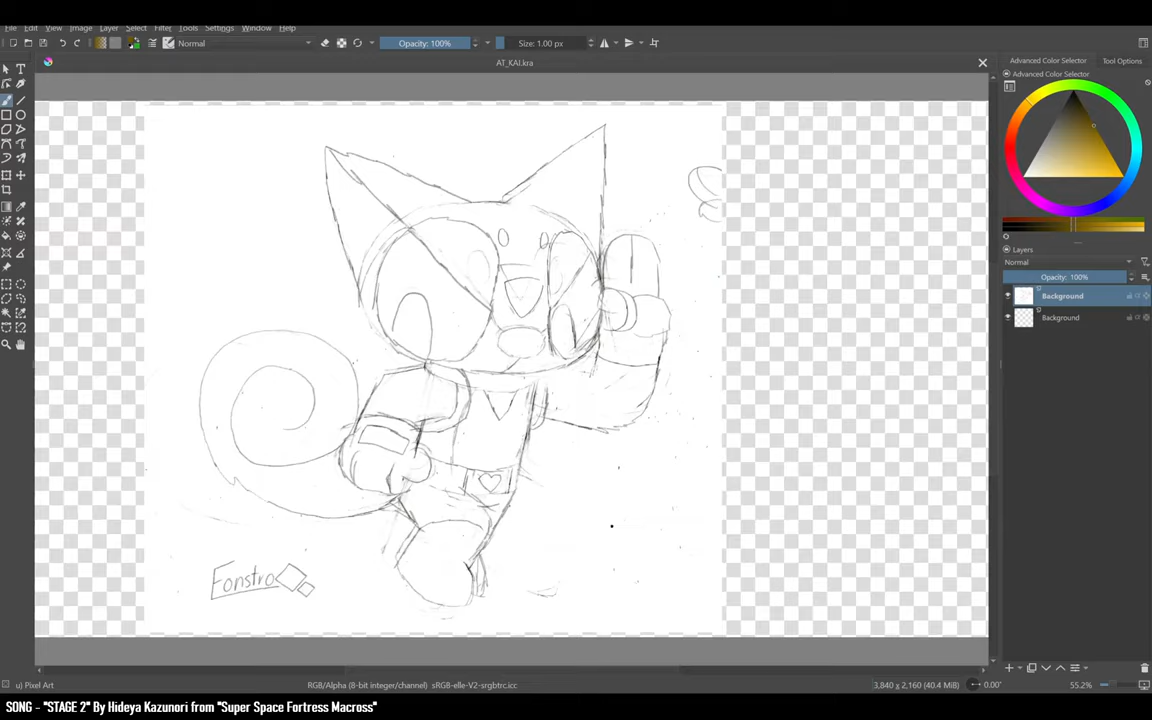 File Edit View Image Layer Select Filter Tools Settings Window Help
Normal
Opacity: 100%
Size: 1.00 px
AT_KAI.kra
Advanced Color Selector
Tool Options
Advanced Color Selector
Layers
Normal
Opacity: 100%
Background
Background
Fonstro
u) Pixel Art
RGB/Alpha (8-bit integer/channel) sRGB-elle-V2-srgbtrc.icc
3,840 x 2,160 (40.4 MiB)
0.00°
55.2%
SONG - "STAGE 2" By Hideya Kazunori from "Super Space Fortress Macross"